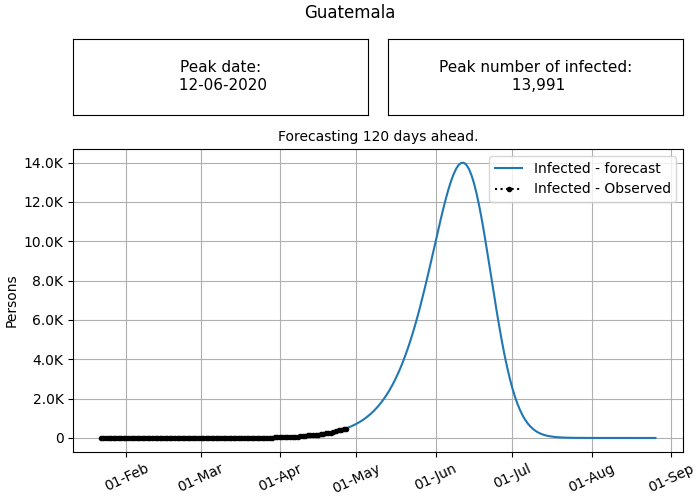 Guatemala
Peak date:
12-06-2020
Peak number of infected:
13,991
Forecasting 120 days ahead.
Infected - forecast
Infected - Observed
14.0K
12.0K
10.0K
8.0K
6.0K
4.0K
2.0K
0
Persons
01-Feb
01-Mar
01-Apr
01-May
01-Jun
01-Jul
01-Aug
01-Sep